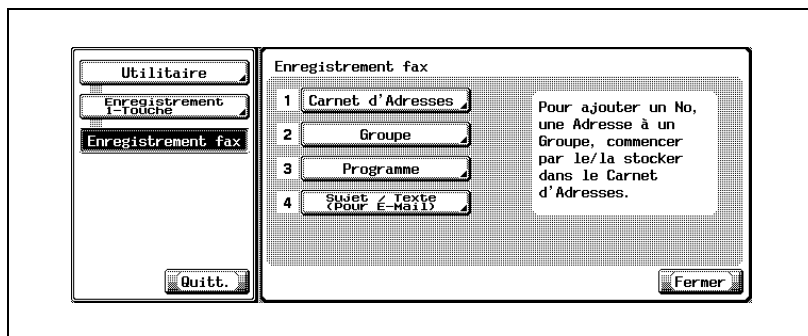 Utilitaire
Enregistrement
1-Touche
Enregistrement fax
Quitt.
Enregistrement fax
1 Carnet d'Adresses
2 Groupe
3 Programme
4 Sujet / Texte
(Pour E-Mail)
Pour ajouter un No,
une Adresse à un
Groupe, commencer
par le/la stocker
dans le Carnet
d'Adresses.
Fermer